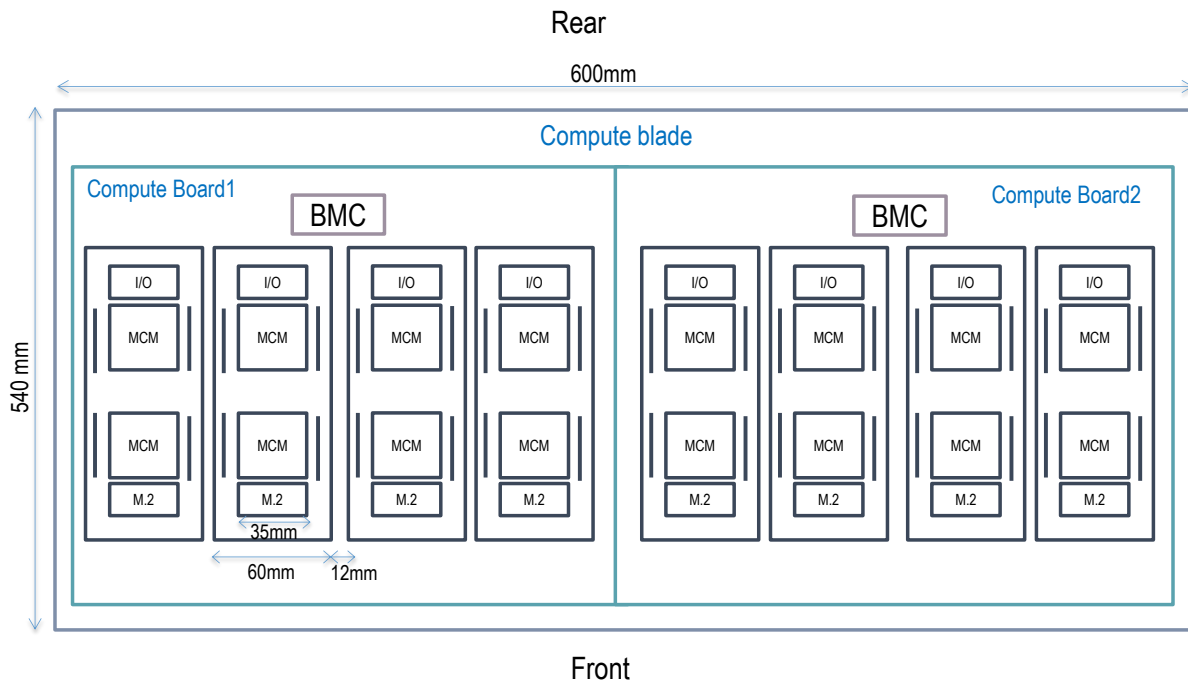 Rear
600mm
Compute blade
Compute Board1
Compute Board2
BMC
BMC
I/O I/O I/O I/O I/O I/O I/O I/O
MCM MCM MCM MCM MCM MCM MCM MCM
540 mm
MCM MCM MCM MCM MCM MCM MCM MCM
M.2 M.2 M.2 M.2 M.2 M.2 M.2 M.2
35mm
60mm
12mm
Front